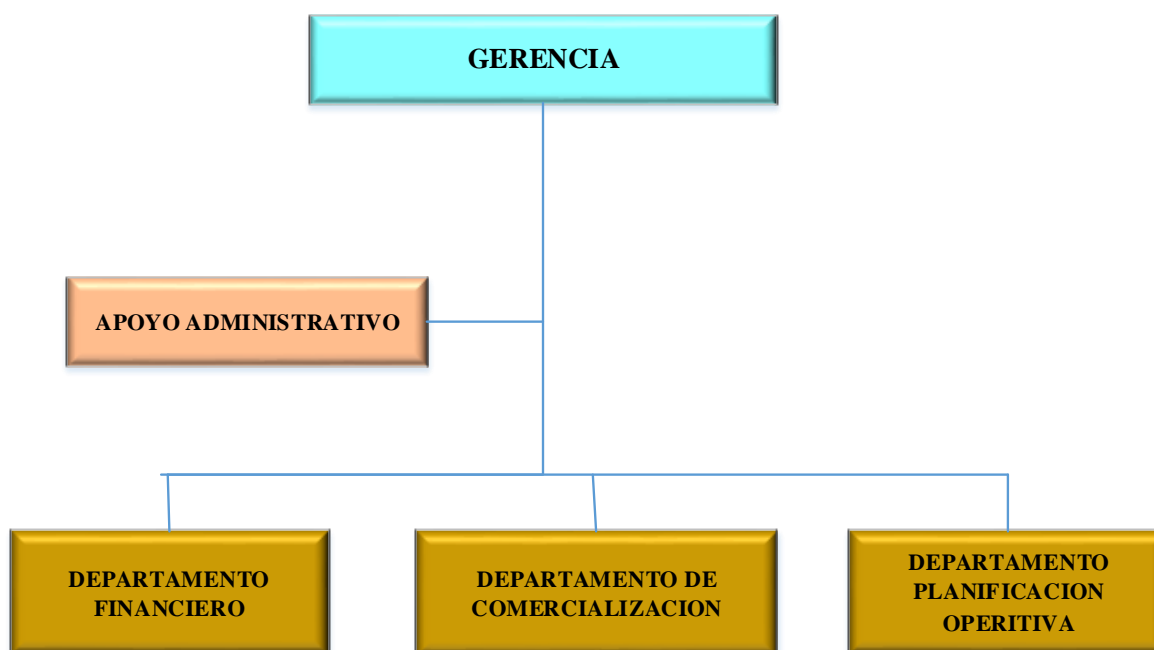 GERENCIA
APOYO ADMINISTRATIVO
DEPARTAMENTO
FINANCIERO
DEPARTAMENTO DE
COMERCIALIZACION
DEPARTAMENTO
PLANIFICACION
OPERITIVA